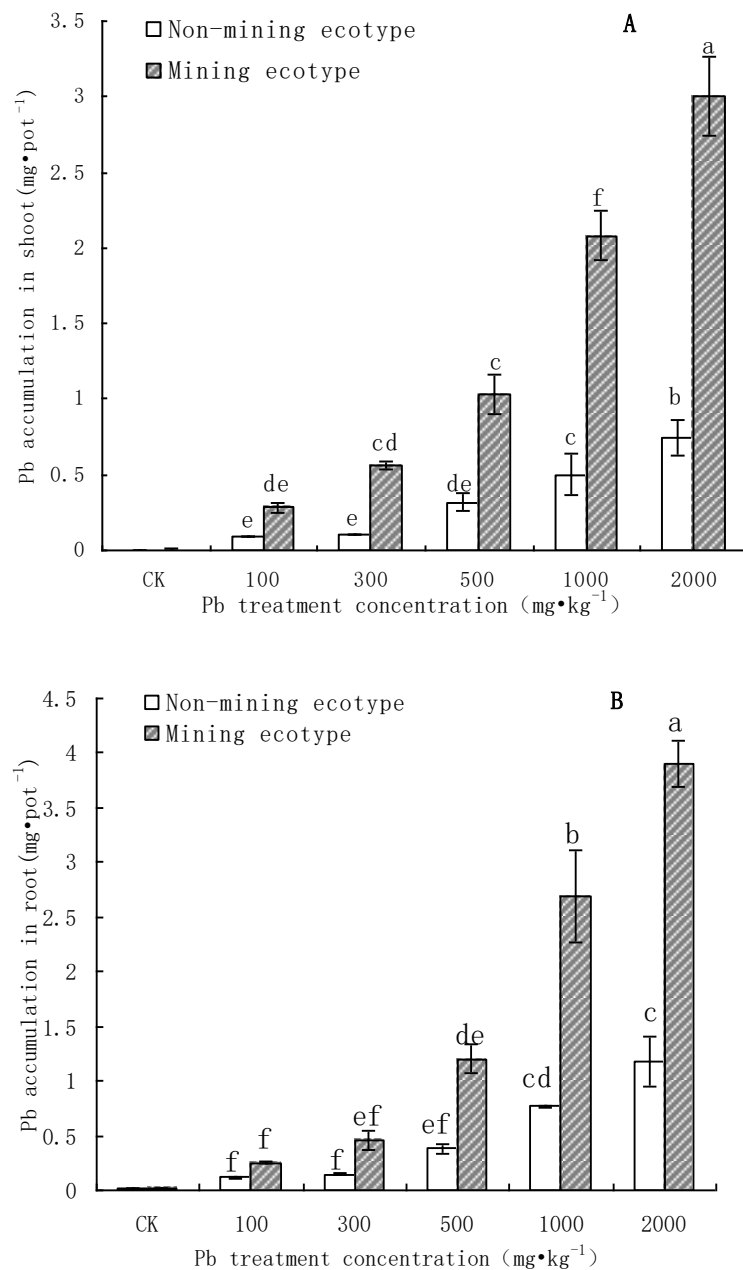 A
Non-mining ecotype
Mining ecotype
Pb accumulation in shoot(mg•pot⁻¹)
3.5
3
2.5
2
1.5
1
0.5
0
e
de
e
cd
de
c
c
f
b
a
CK 100 300 500 1000 2000
Pb treatment concentration (mg•kg⁻¹)
B
Non-mining ecotype
Mining ecotype
Pb accumulation in root(mg•pot⁻¹)
4.5
4
3.5
3
2.5
2
1.5
1
0.5
0
f
f
f
ef
ef
de
cd
b
c
a
CK 100 300 500 1000 2000
Pb treatment concentration (mg•kg⁻¹)